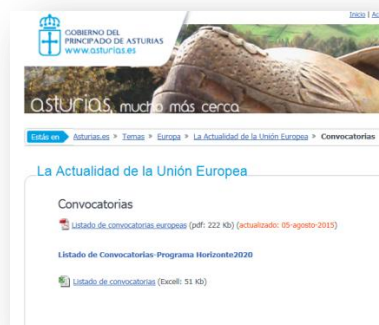 Inicio | Ac
GOBIERNO DEL
PRINCIPADO DE ASTURIAS
www.asturias.es
asturias, mucho más cerca
Estás en Asturias.es » Temas » Europa » La Actualidad de la Unión Europea » Convocatorias
La Actualidad de la Unión Europea
Convocatorias
Listado de convocatorias europeas (pdf: 222 Kb) (actualizado: 05-agosto-2015)
Listado de Convocatorias-Programa Horizonte2020
Listado de convocatorias (Excell: 51 Kb)